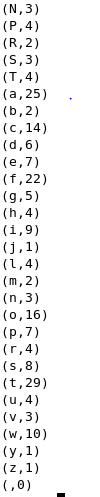 (N,3)
(P,4)
(R,2)
(S,3)
(T,4)
(a,25)
(b,2)
(c,14)
(d,6)
(e,7)
(f,22)
(g,5)
(h,4)
(i,9)
(j,1)
(l,4)
(m,2)
(n,3)
(o,16)
(p,7)
(r,4)
(s,8)
(t,29)
(u,4)
(v,3)
(w,10)
(y,1)
(z,1)
(,0)